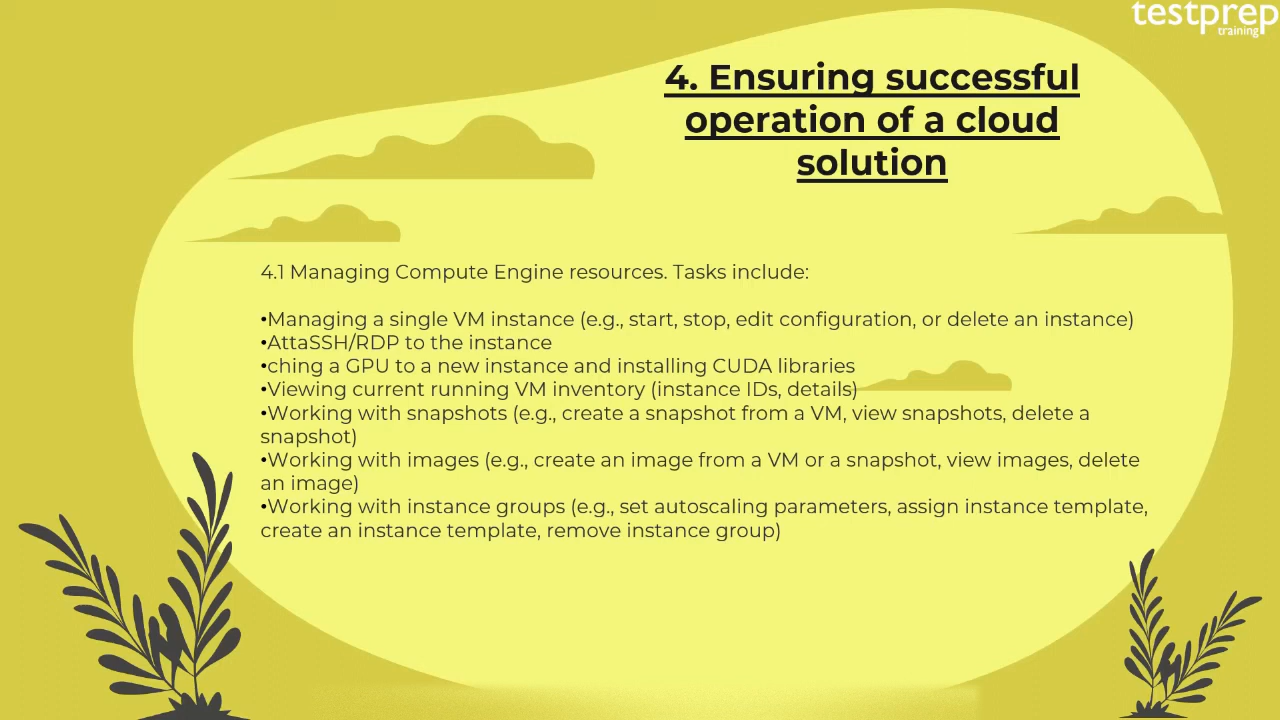 testprep
training
4. Ensuring successful
operation of a cloud
solution
4.1 Managing Compute Engine resources. Tasks include:
•Managing a single VM instance (e.g., start, stop, edit configuration, or delete an instance)
•AttaSSH/RDP to the instance
•ching a GPU to a new instance and installing CUDA libraries
•Viewing current running VM inventory (instance IDs, details)
•Working with snapshots (e.g., create a snapshot from a VM, view snapshots, delete a
snapshot)
•Working with images (e.g., create an image from a VM or a snapshot, view images, delete
an image)
•Working with instance groups (e.g., set autoscaling parameters, assign instance template,
create an instance template, remove instance group)